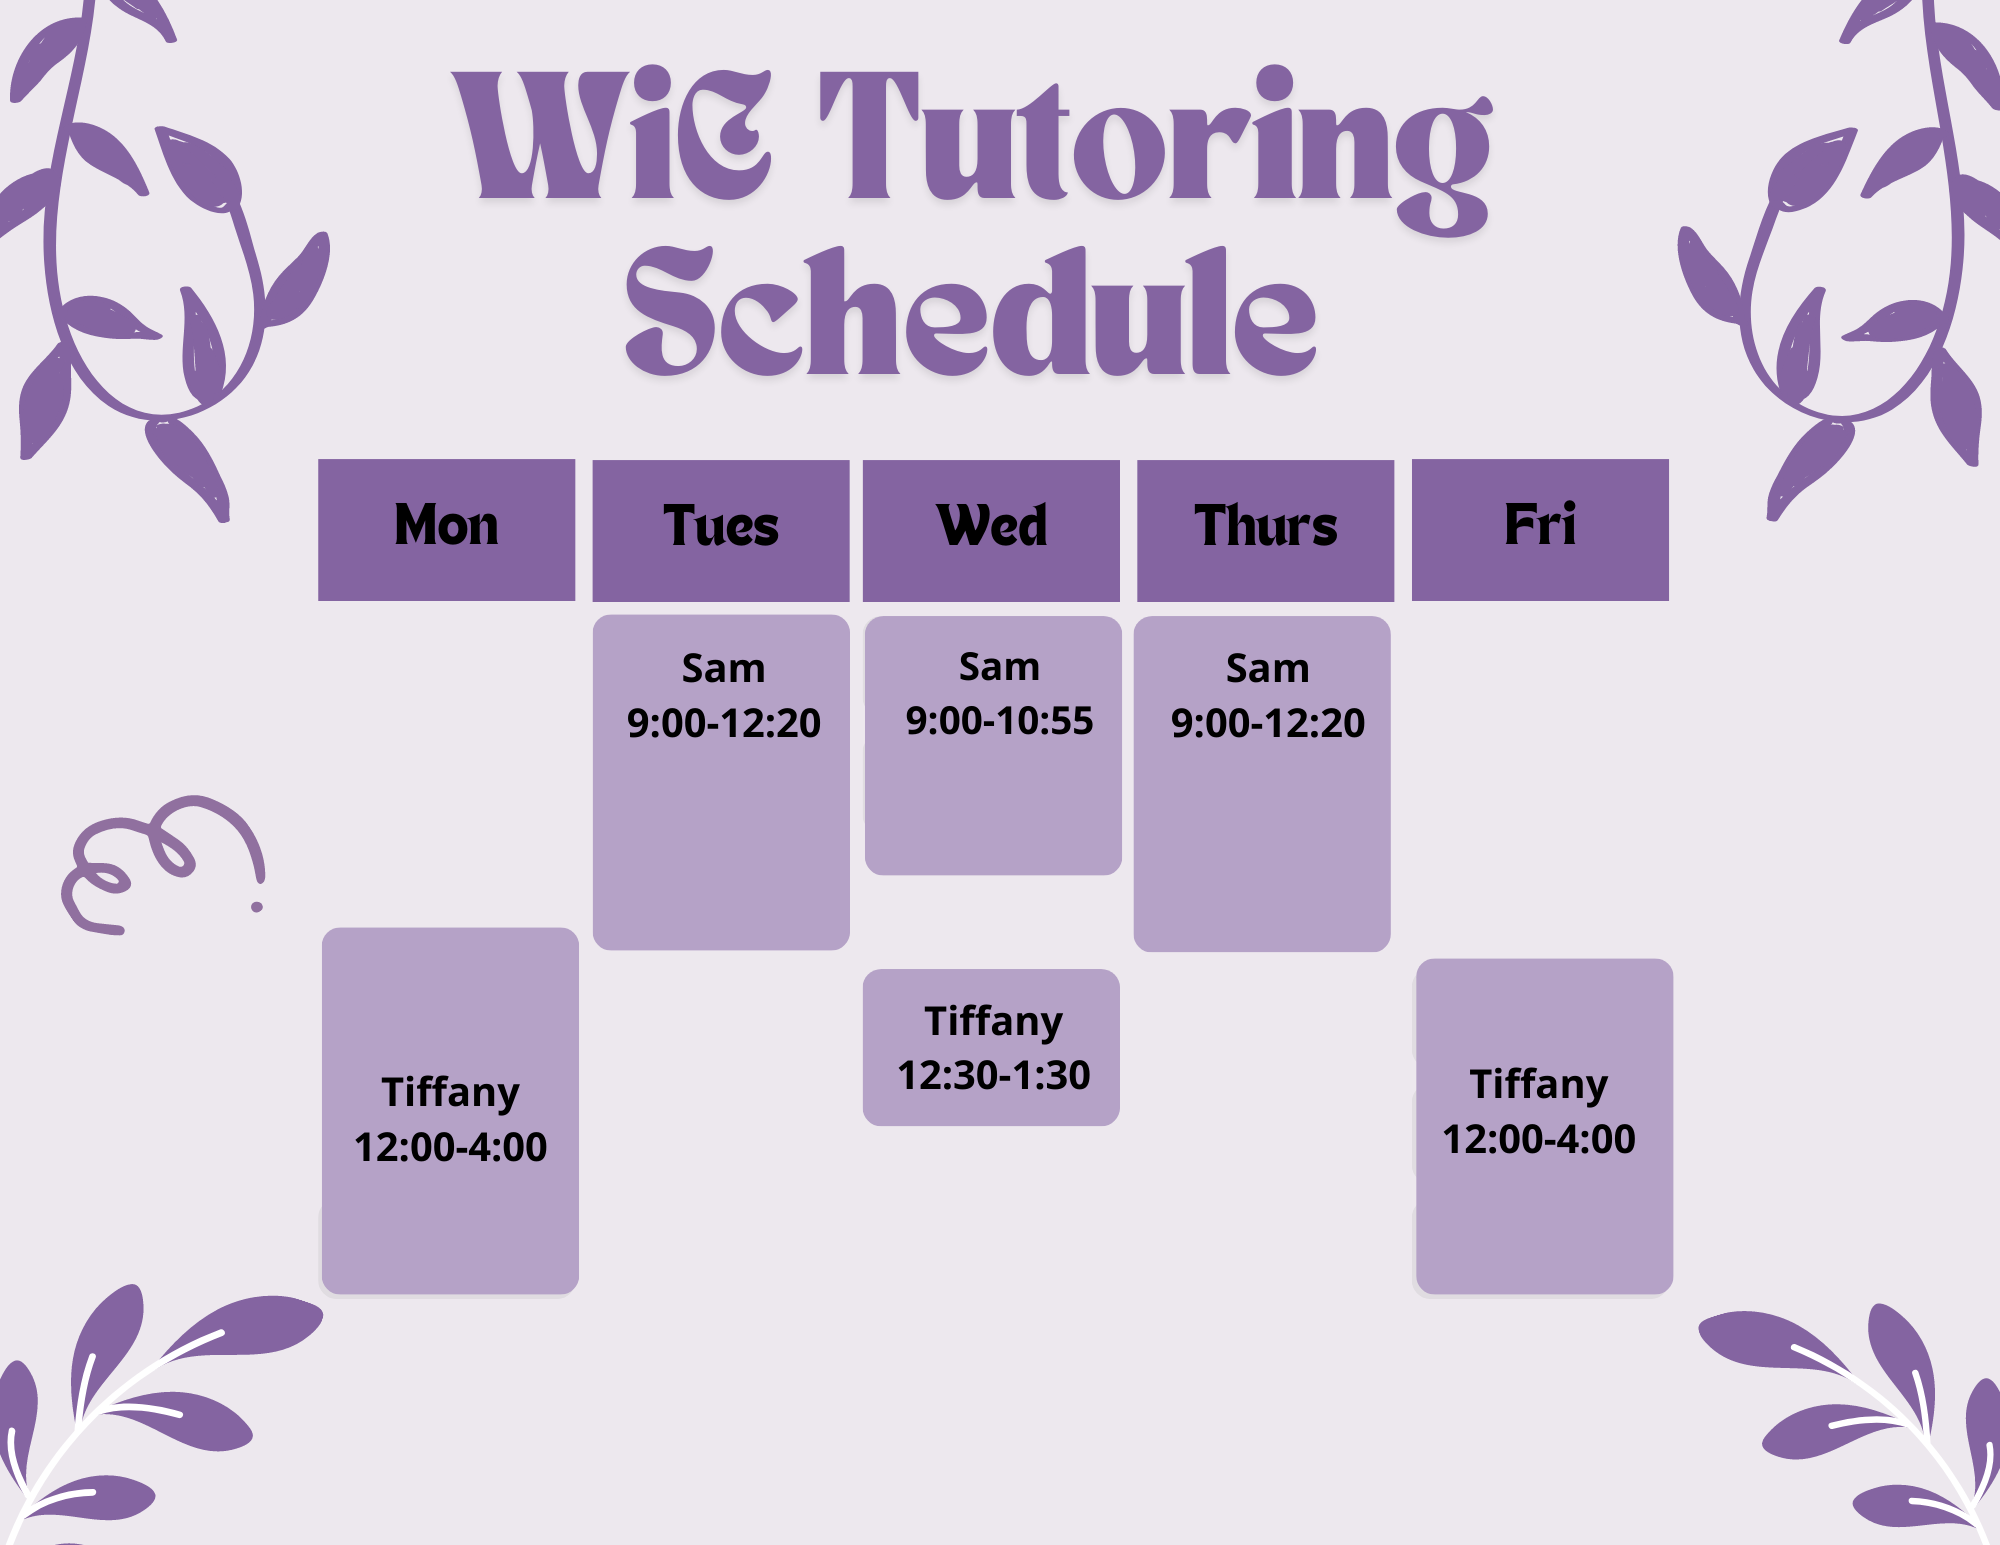 WiC Tutoring
Schedule
Mon
Tues
Wed
Thurs
Fri
Sam
9:00-12:20
Sam
9:00-10:55
Sam
9:00-12:20
Tiffany
12:00-4:00
Tiffany
12:30-1:30
Tiffany
12:00-4:00